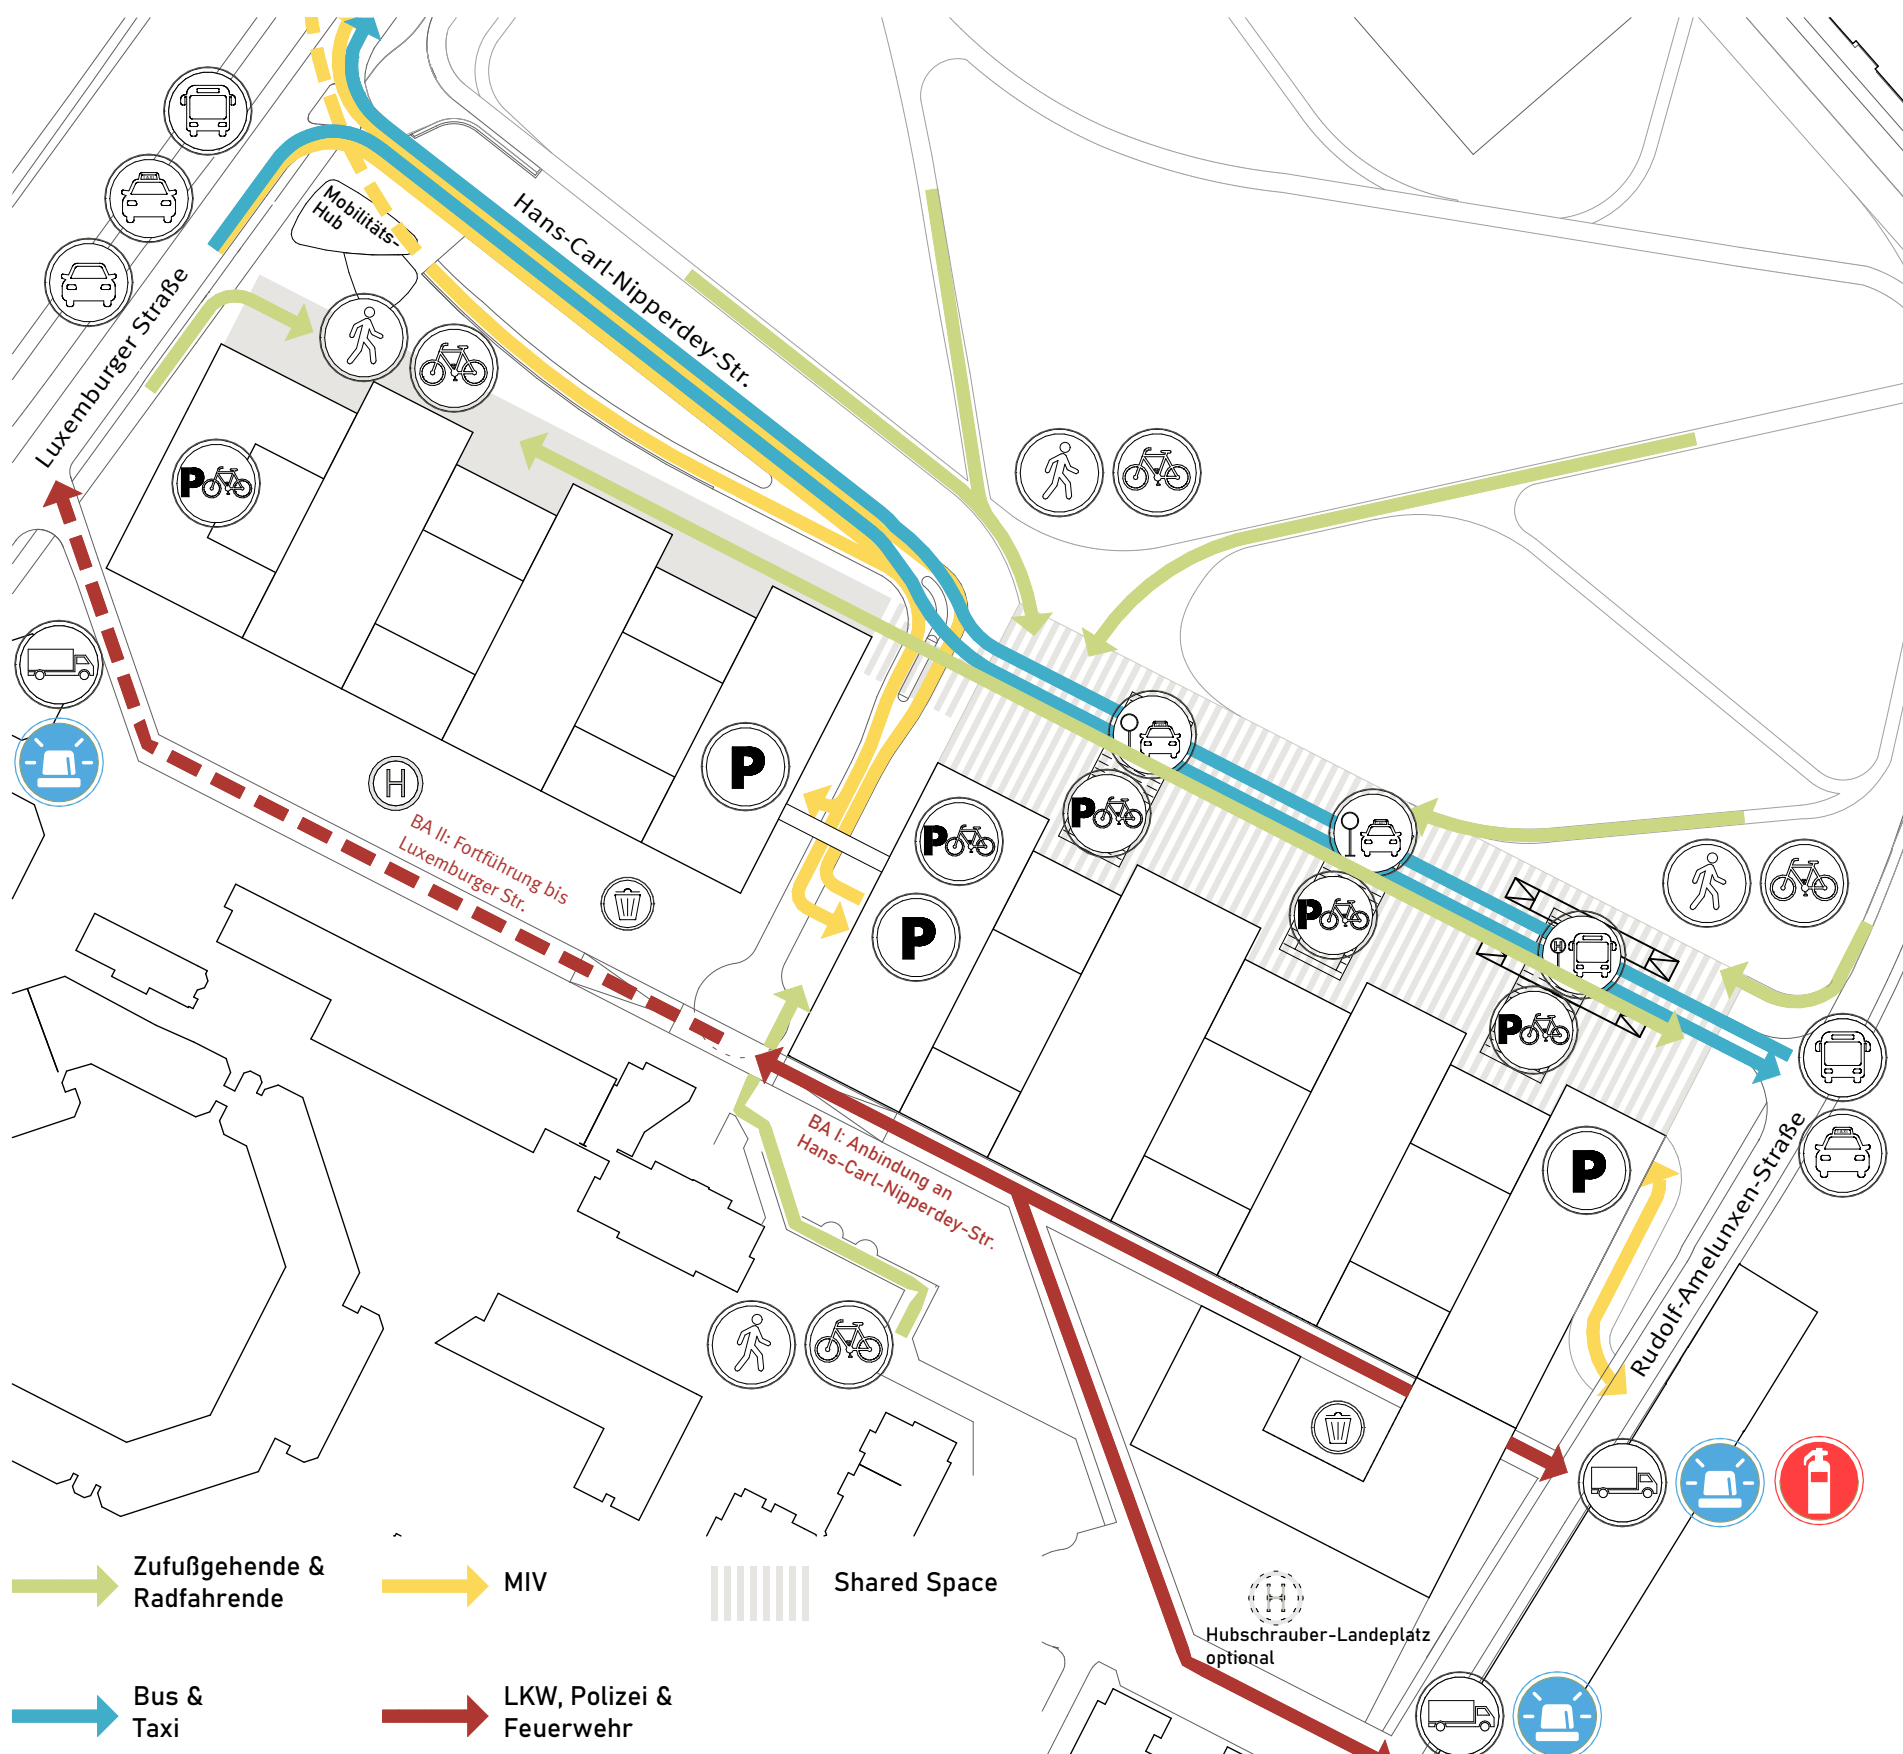 Mobilitäts-
Hub
Hans-Carl-Nipperdey-Str.
Luxemburger Straße
TAXI
P
H
P
BA II: Fortführung bis
Luxemburger Str.
P
P
P
P
H
P
P
BA I: Anbindung an
Hans-Carl-Nipperdey-Str.
Rudolf-Amelunxen-Straße
Zufußgehende &
Radfahrende
MIV
Shared Space
H
Hubschrauber-Landeplatz
optional
Bus &
Taxi
LKW, Polizei &
Feuerwehr